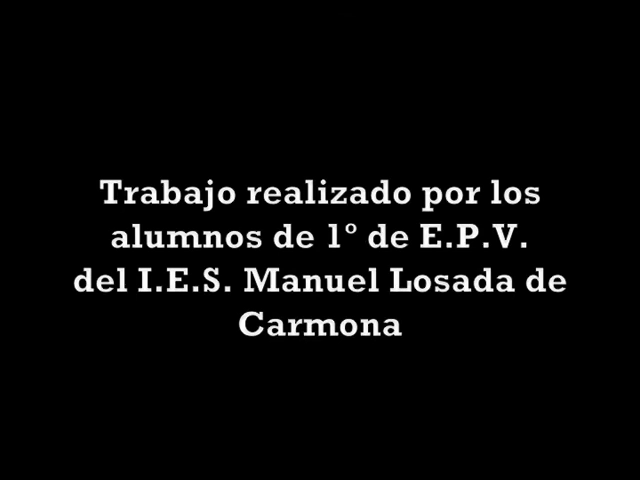 Trabajo realizado por los
alumnos de 1º de E.P.V.
del I.E.S. Manuel Losada de
Carmona